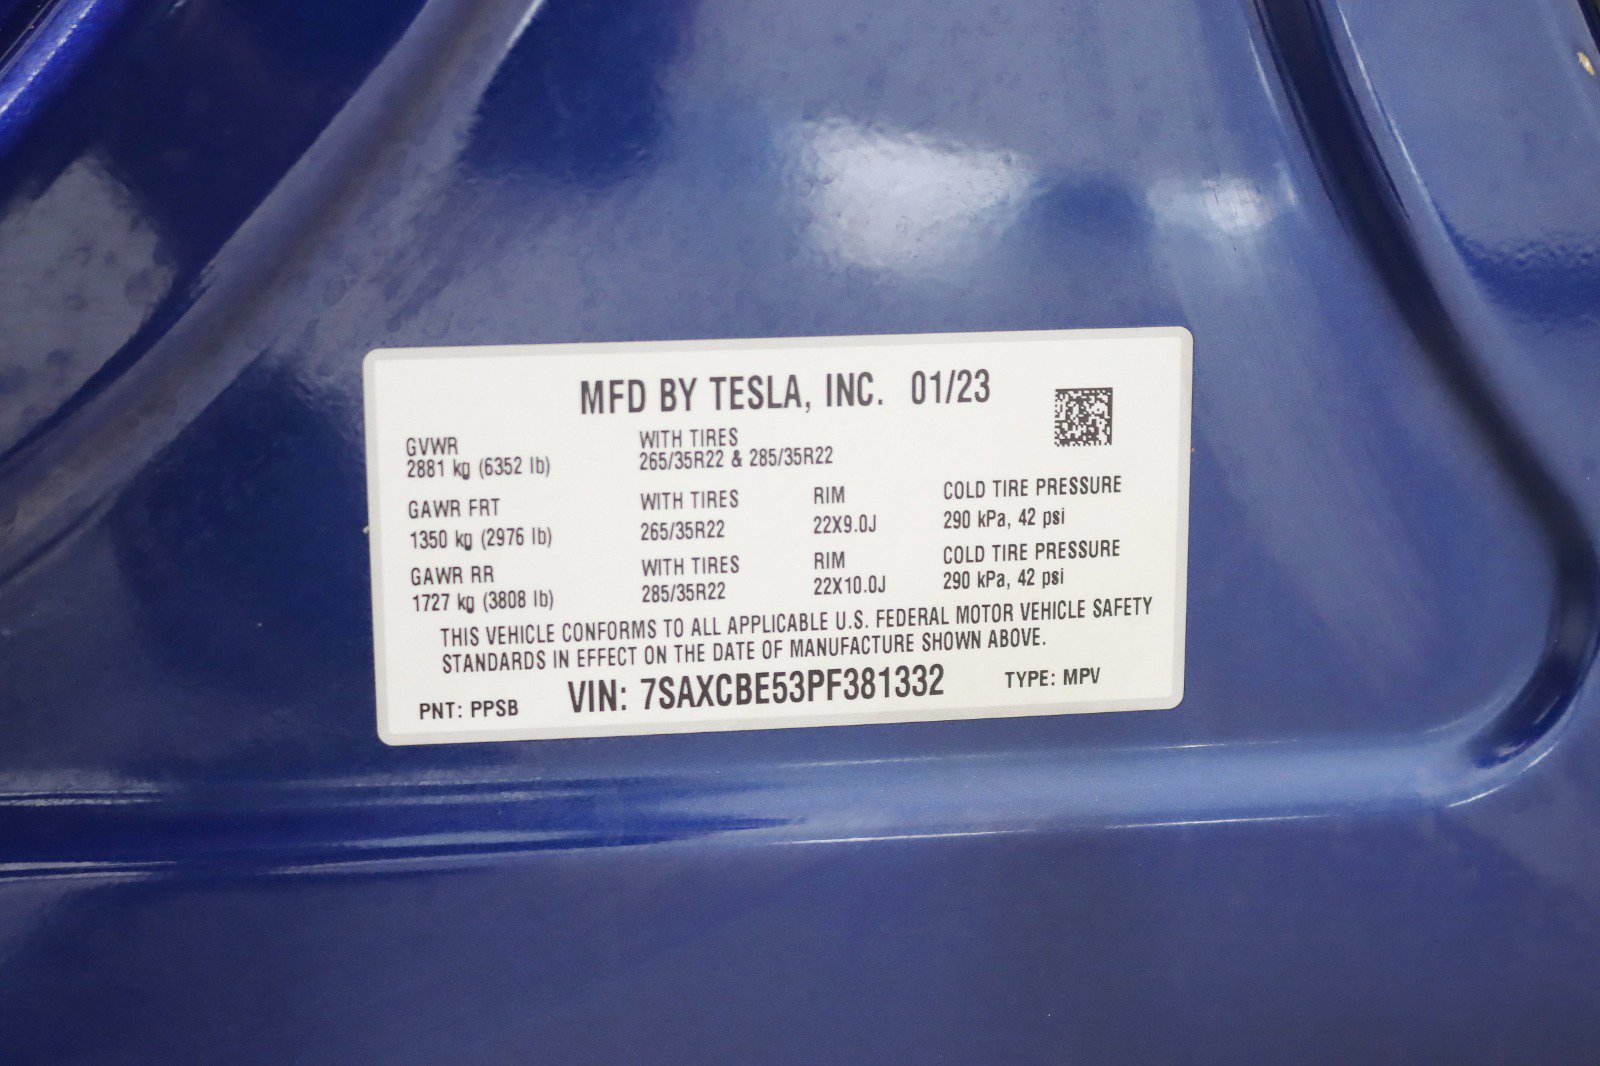 MFD BY TESLA, INC. 01/23
GVWR WITH TIRES
2881 kg (6352 lb) 265/35R22 & 285/35R22
GAWR FRT WITH TIRES RIM COLD TIRE PRESSURE
1350 kg (2976 lb) 265/35R22 22X9.0J 290 kPa, 42 psi
GAWR RR WITH TIRES RIM COLD TIRE PRESSURE
1727 kg (3808 lb) 285/35R22 22X10.0J 290 kPa, 42 psi
THIS VEHICLE CONFORMS TO ALL APPLICABLE U.S. FEDERAL MOTOR VEHICLE SAFETY
STANDARDS IN EFFECT ON THE DATE OF MANUFACTURE SHOWN ABOVE.
PNT: PPSB VIN: 7SAXCBE53PF381332 TYPE: MPV